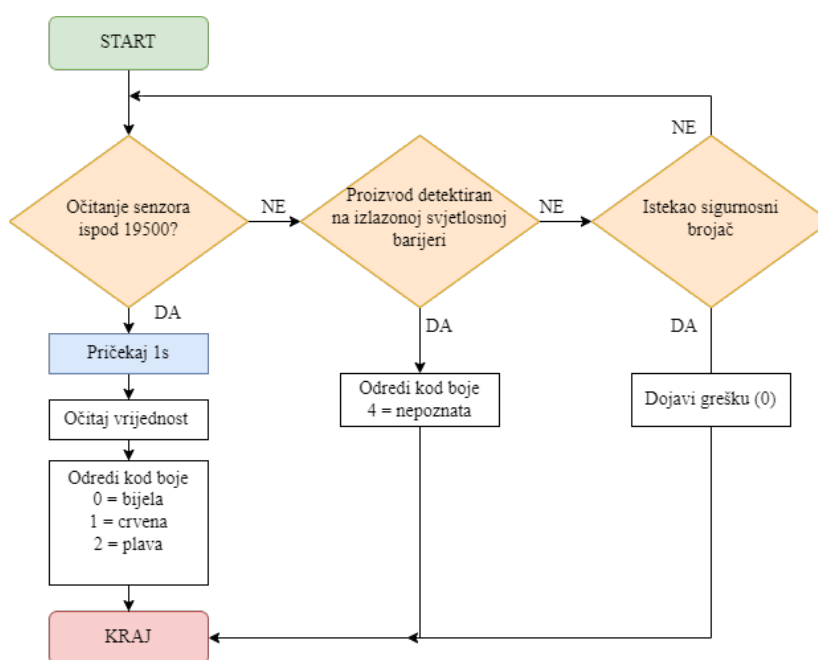 START
NE
Očitanje senzora
ispod 19500?
NE
Proizvod detektiran
na izlazonoj svjetlosnoj
barijeri
NE
Istekao sigurnosni
brojač
DA
DA
DA
Pričekaj 1s
Očitaj vrijednost
Odredi kod boje
0 = bijela
1 = crvena
2 = plava
Odredi kod boje
4 = nepoznata
Dojavi grešku (0)
KRAJ